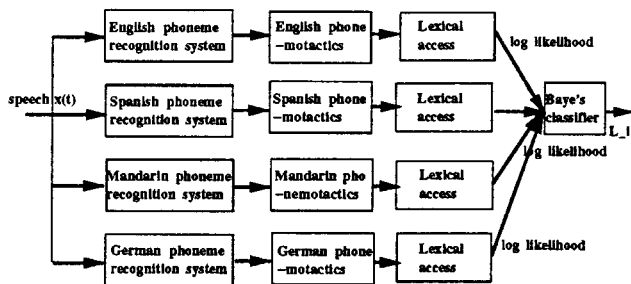 English phoneme
recognition system
English phone
-motactics
Lexical
access
log likelihood
speech x(t)
Spanish phoneme
recognition system
Spanish phone
-motactics
Lexical
access
Baye's
classifier
L_i
log likelihood
Mandarin phoneme
recognition system
Mandarin pho
-nemotactics
Lexical
access
log likelihood
German phoneme
recognition system
German phone
-motactics
Lexical
access